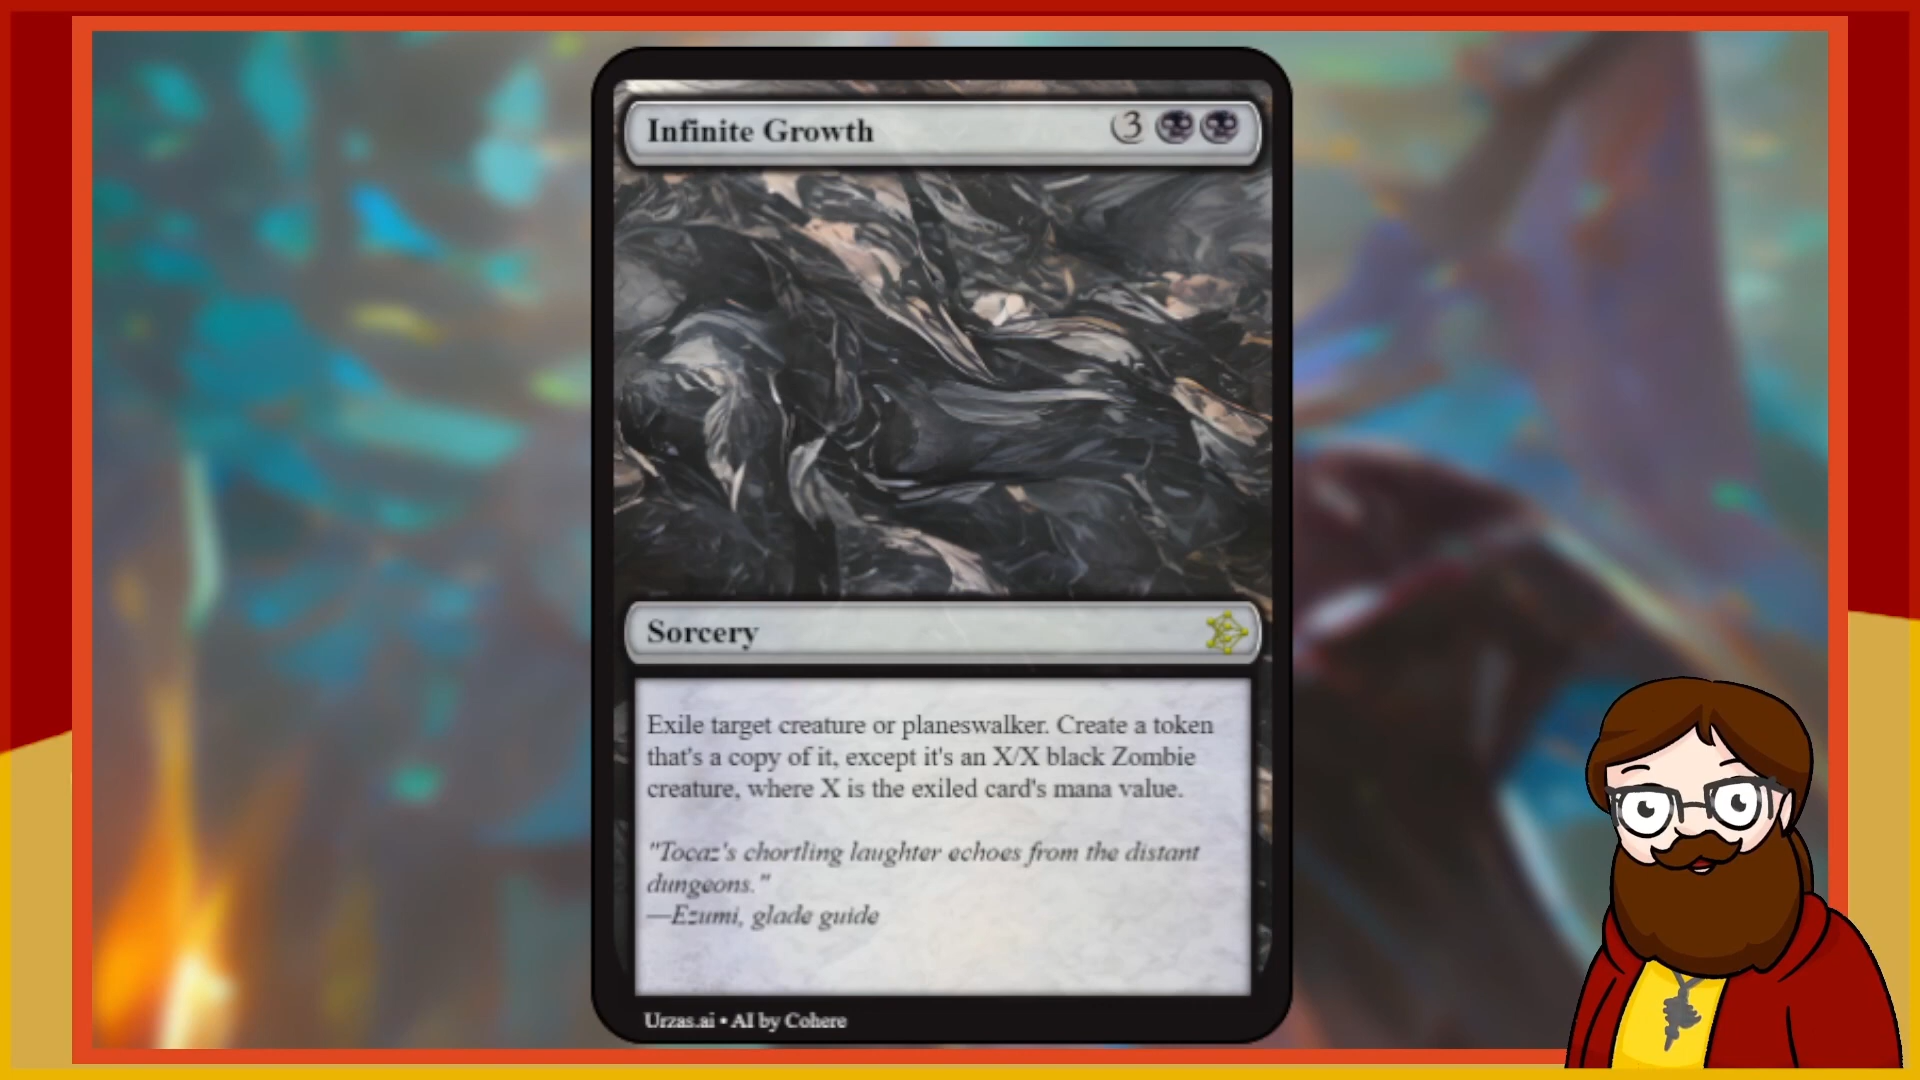 Infinite Growth 3
Sorcery
Exile target creature or planeswalker. Create a token
that's a copy of it, except it's an X/X black Zombie
creature, where X is the exiled card's mana value.
"Tocaz's chortling laughter echoes from the distant
dungeons."
—Ezumi, glade guide
Urzas.ai • AI by Cohere